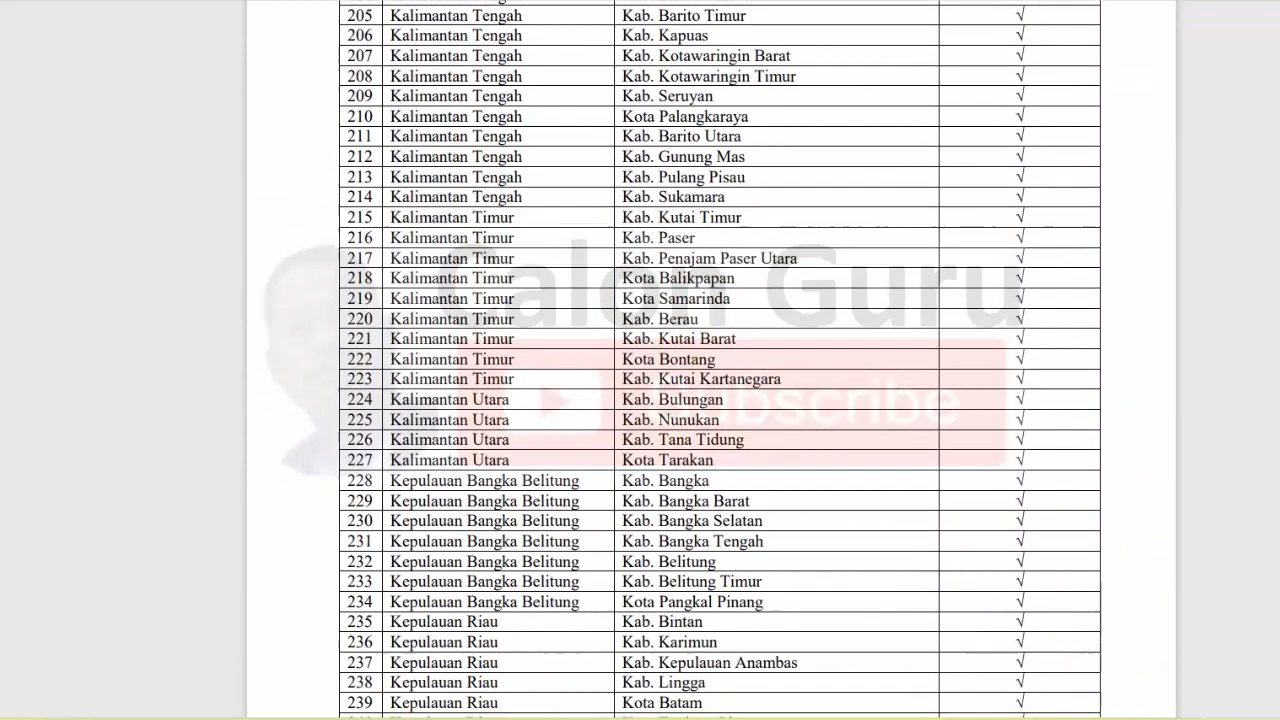 205 Kalimantan Tengah Kab. Barito Timur √
206 Kalimantan Tengah Kab. Kapuas √
207 Kalimantan Tengah Kab. Kotawaringin Barat √
208 Kalimantan Tengah Kab. Kotawaringin Timur √
209 Kalimantan Tengah Kab. Seruyan √
210 Kalimantan Tengah Kota Palangkaraya √
211 Kalimantan Tengah Kab. Barito Utara √
212 Kalimantan Tengah Kab. Gunung Mas √
213 Kalimantan Tengah Kab. Pulang Pisau √
214 Kalimantan Tengah Kab. Sukamara √
215 Kalimantan Timur Kab. Kutai Timur √
216 Kalimantan Timur Kab. Paser √
217 Kalimantan Timur Kab. Penajam Paser Utara √
218 Kalimantan Timur Kota Balikpapan √
219 Kalimantan Timur Kota Samarinda √
220 Kalimantan Timur Kab. Berau √
221 Kalimantan Timur Kab. Kutai Barat √
222 Kalimantan Timur Kota Bontang √
223 Kalimantan Timur Kab. Kutai Kartanegara √
224 Kalimantan Utara Kab. Bulungan √
225 Kalimantan Utara Kab. Nunukan √
226 Kalimantan Utara Kab. Tana Tidung √
227 Kalimantan Utara Kota Tarakan √
228 Kepulauan Bangka Belitung Kab. Bangka √
229 Kepulauan Bangka Belitung Kab. Bangka Barat √
230 Kepulauan Bangka Belitung Kab. Bangka Selatan √
231 Kepulauan Bangka Belitung Kab. Bangka Tengah √
232 Kepulauan Bangka Belitung Kab. Belitung √
233 Kepulauan Bangka Belitung Kab. Belitung Timur √
234 Kepulauan Bangka Belitung Kota Pangkal Pinang √
235 Kepulauan Riau Kab. Bintan √
236 Kepulauan Riau Kab. Karimun √
237 Kepulauan Riau Kab. Kepulauan Anambas √
238 Kepulauan Riau Kab. Lingga √
239 Kepulauan Riau Kota Batam √
Calon Guru
Subscribe